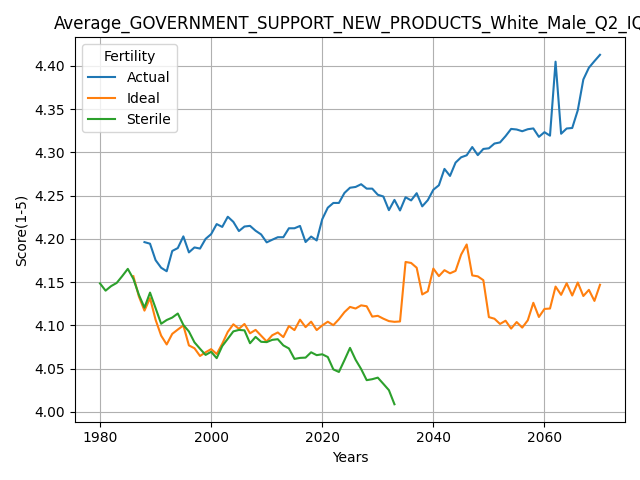 Average_GOVERNMENT_SUPPORT_NEW_PRODUCTS_White_Male_Q2_IQ
Fertility
Actual
Ideal
Sterile
4.40
4.35
4.30
4.25
4.20
4.15
4.10
4.05
4.00
Score(1-5)
1980
2000
2020
2040
2060
Years